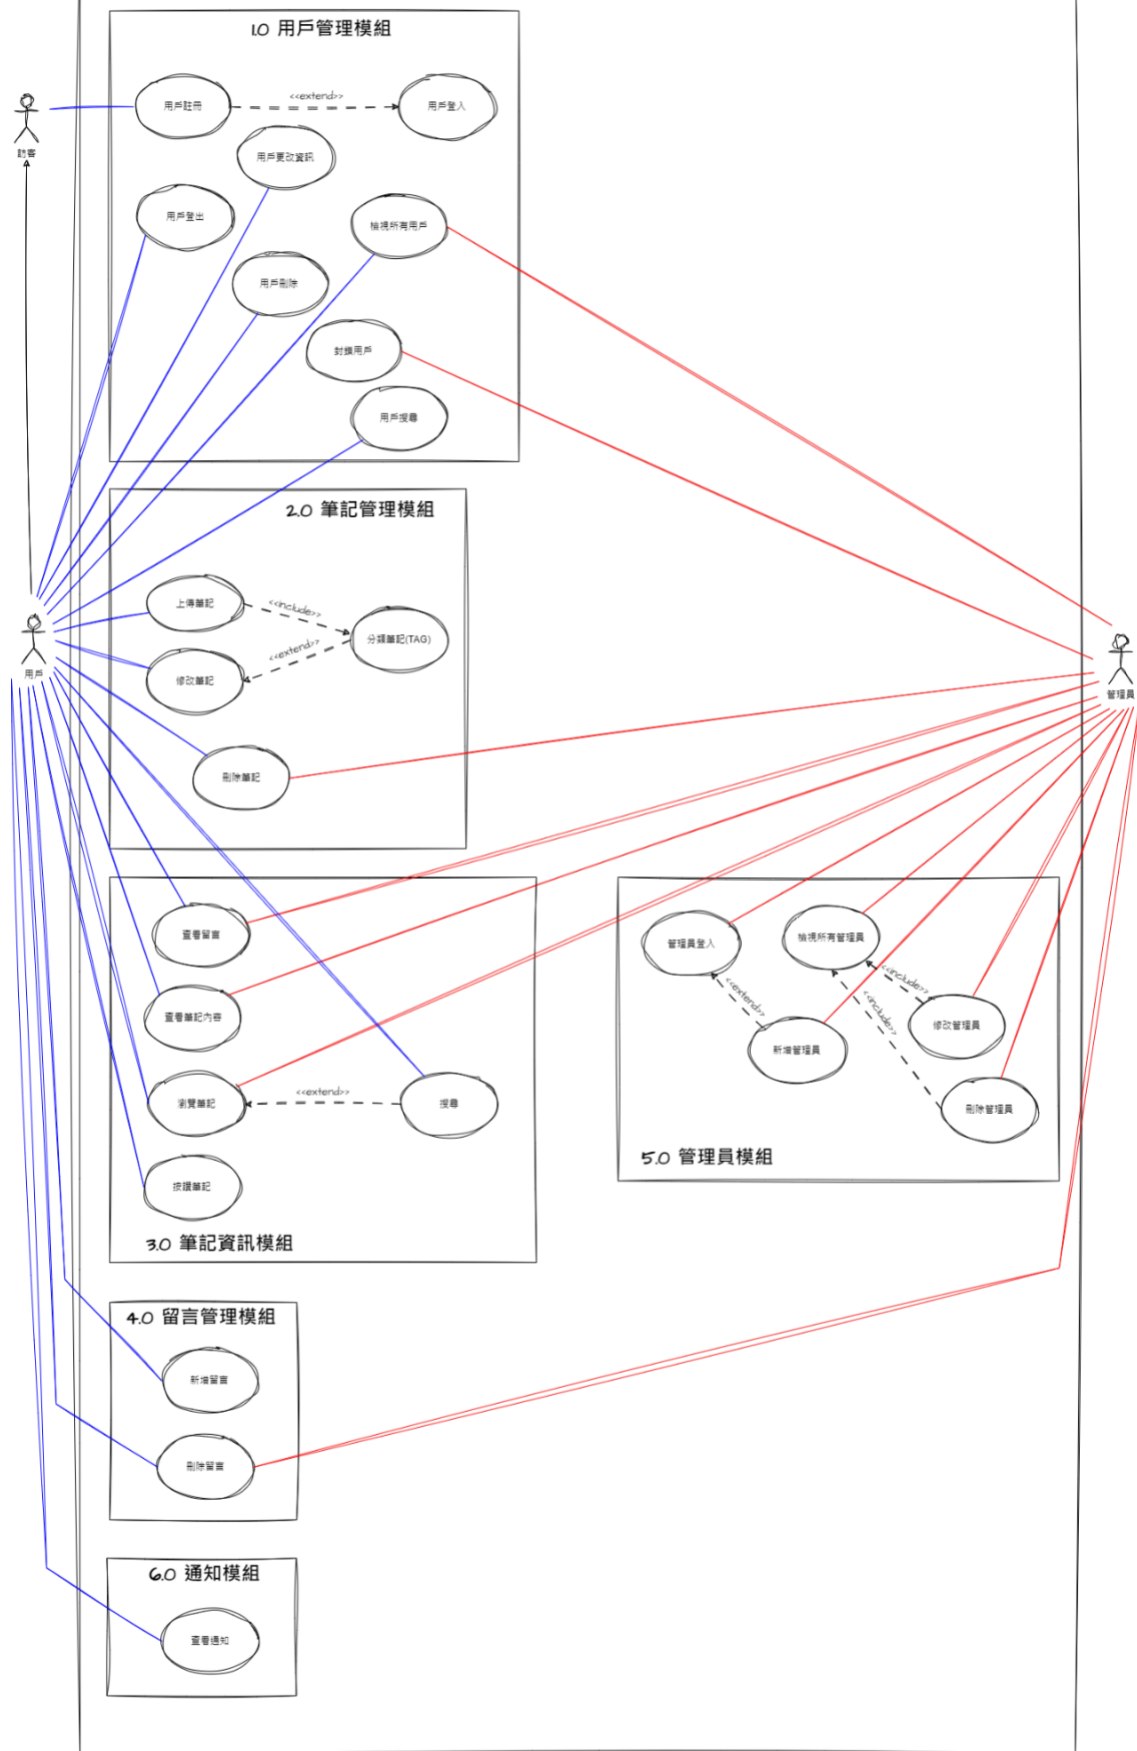 1.0 用戶管理模組
用戶註冊
<<extend>>
用戶登入
訪客
用戶更改資訊
用戶登出
檢視所有用戶
用戶刪除
封鎖用戶
用戶搜尋
2.0 筆記管理模組
上傳筆記
<<include>>
分類筆記(TAG)
<<extend>>
修改筆記
用戶
管理員
刪除筆記
查看留言
查看筆記內容
瀏覽筆記
<<extend>>
搜尋
按讚筆記
3.0 筆記資訊模組
管理員登入
檢視所有管理員
<<extend>>
<<include>>
<<include>>
新增管理員
修改管理員
刪除管理員
5.0 管理員模組
4.0 留言管理模組
新增留言
刪除留言
6.0 通知模組
查看通知